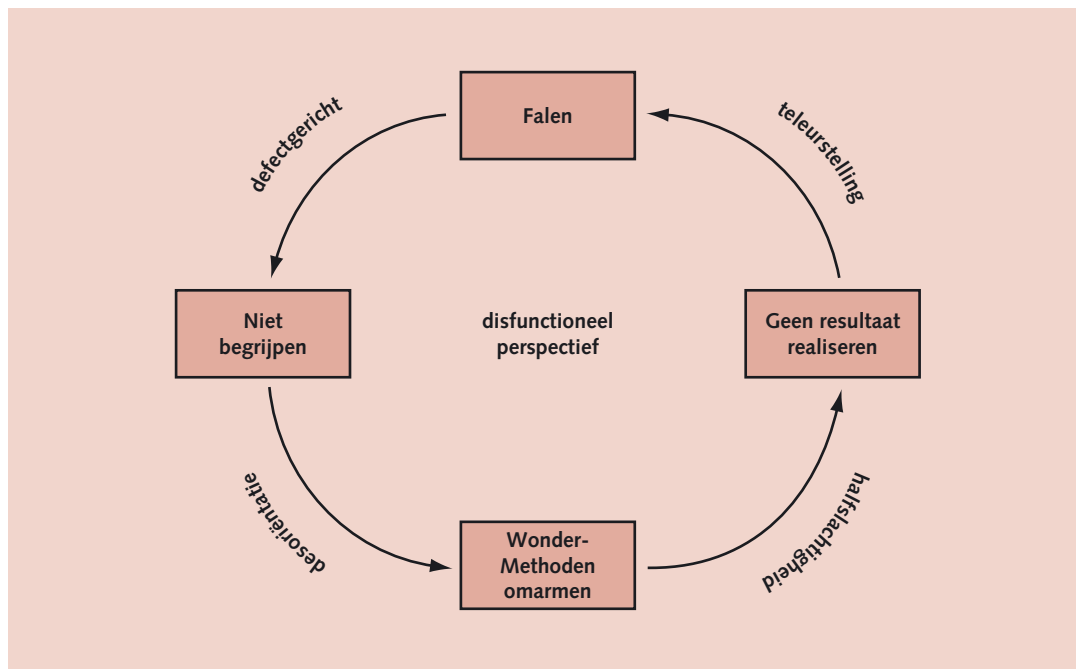 Falen
defectgericht
teleurstelling
Niet
begrijpen
disfunctioneel
perspectief
Geen resultaat
realiseren
desoriëntatie
halfslachtigheid
Wonder-
Methoden
omarmen